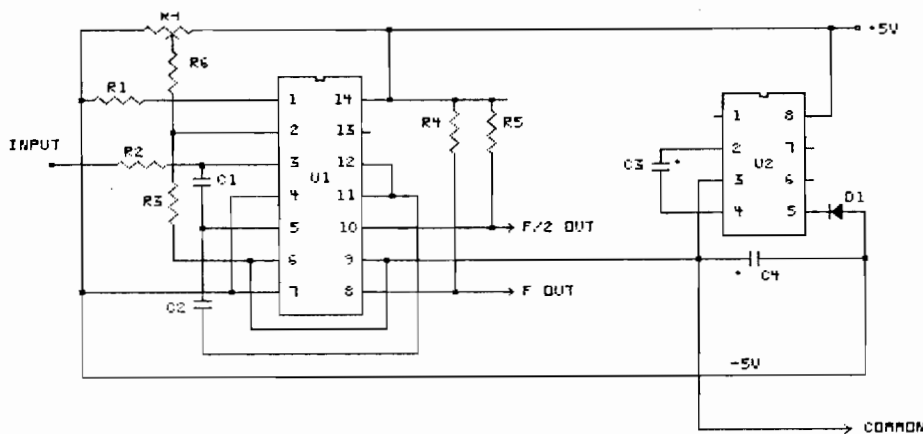 R4
+5V
R6
R1
1
14
R4
R5
1
8
2
13
INPUT
R2
C3
+
2
7
3
U1
12
U2
C1
3
6
R3
4
11
4
5
D1
5
10
F/2 OUT
6
9
+
C4
C2
7
8
F OUT
-5V
COMMON